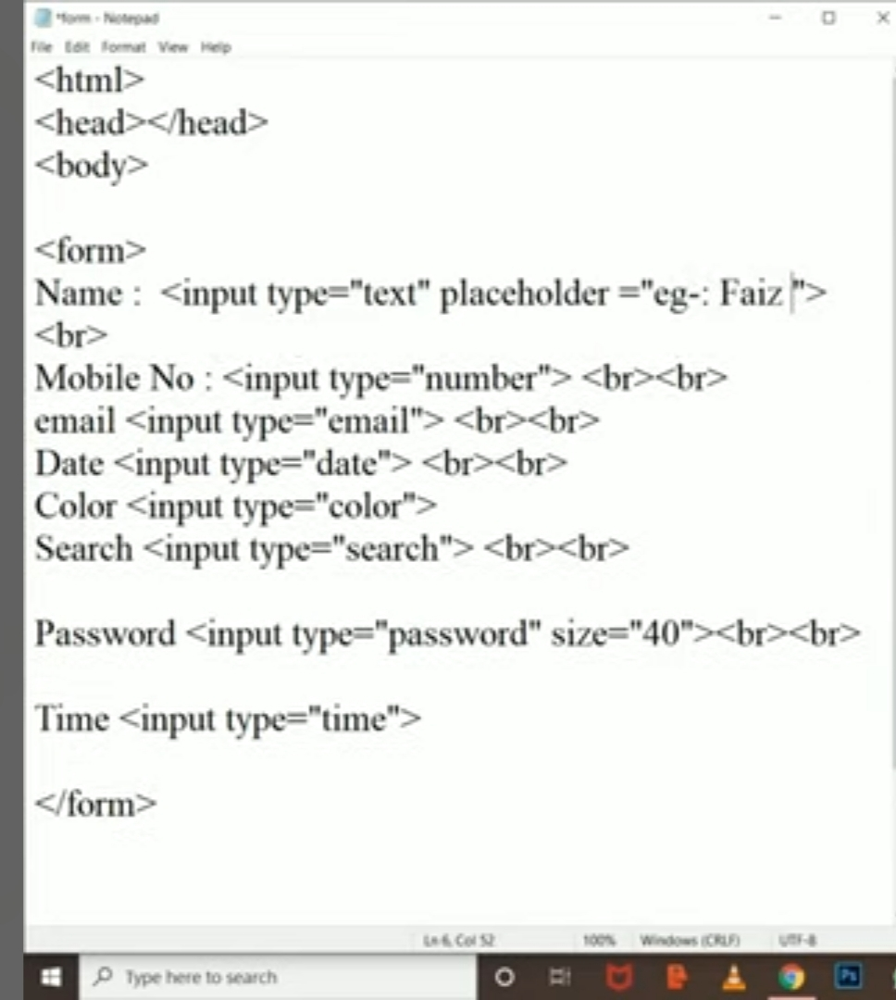 *form - Notepad
File Edit Format View Help
<html>
<head></head>
<body>
<form>
Name :  <input type="text" placeholder ="eg-: Faiz ">
<br>
Mobile No : <input type="number"> <br><br>
email <input type="email"> <br><br>
Date <input type="date"> <br><br>
Color <input type="color">
Search <input type="search"> <br><br>
Password <input type="password" size="40"><br><br>
Time <input type="time">
</form>
Ln 6, Col 52 100% Windows (CRLF) UTF-8
Type here to search
Ps